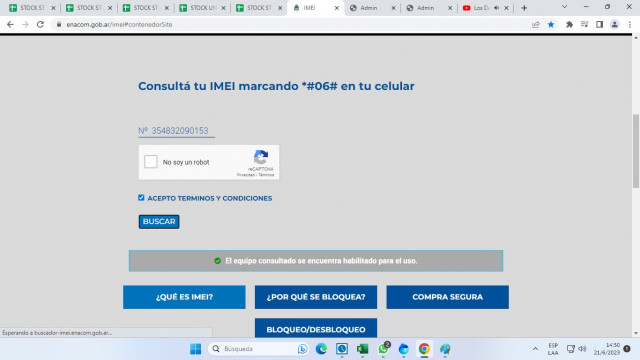 STOCK ST
STOCK ST
STOCK ST
STOCK U
STOCK ST
IMEI
Admin
Admin
enacom.gob.ar/imei#contenedorSite
Consultá tu IMEI marcando *#06# en tu celular
Nº 354832090153
No soy un robot
reCAPTCHA
Privacidad - Términos
ACEPTO TERMINOS Y CONDICIONES
BUSCAR
El equipo consultado se encuentra habilitado para el uso.
¿QUÉ ES IMEI?
¿POR QUÉ SE BLOQUEA?
COMPRA SEGURA
BLOQUEO/DESBLOQUEO
Esperando a buscador-imei.enacom.gob.ar...
Búsqueda
2
ESP
LAA
14:50
21/6/2023